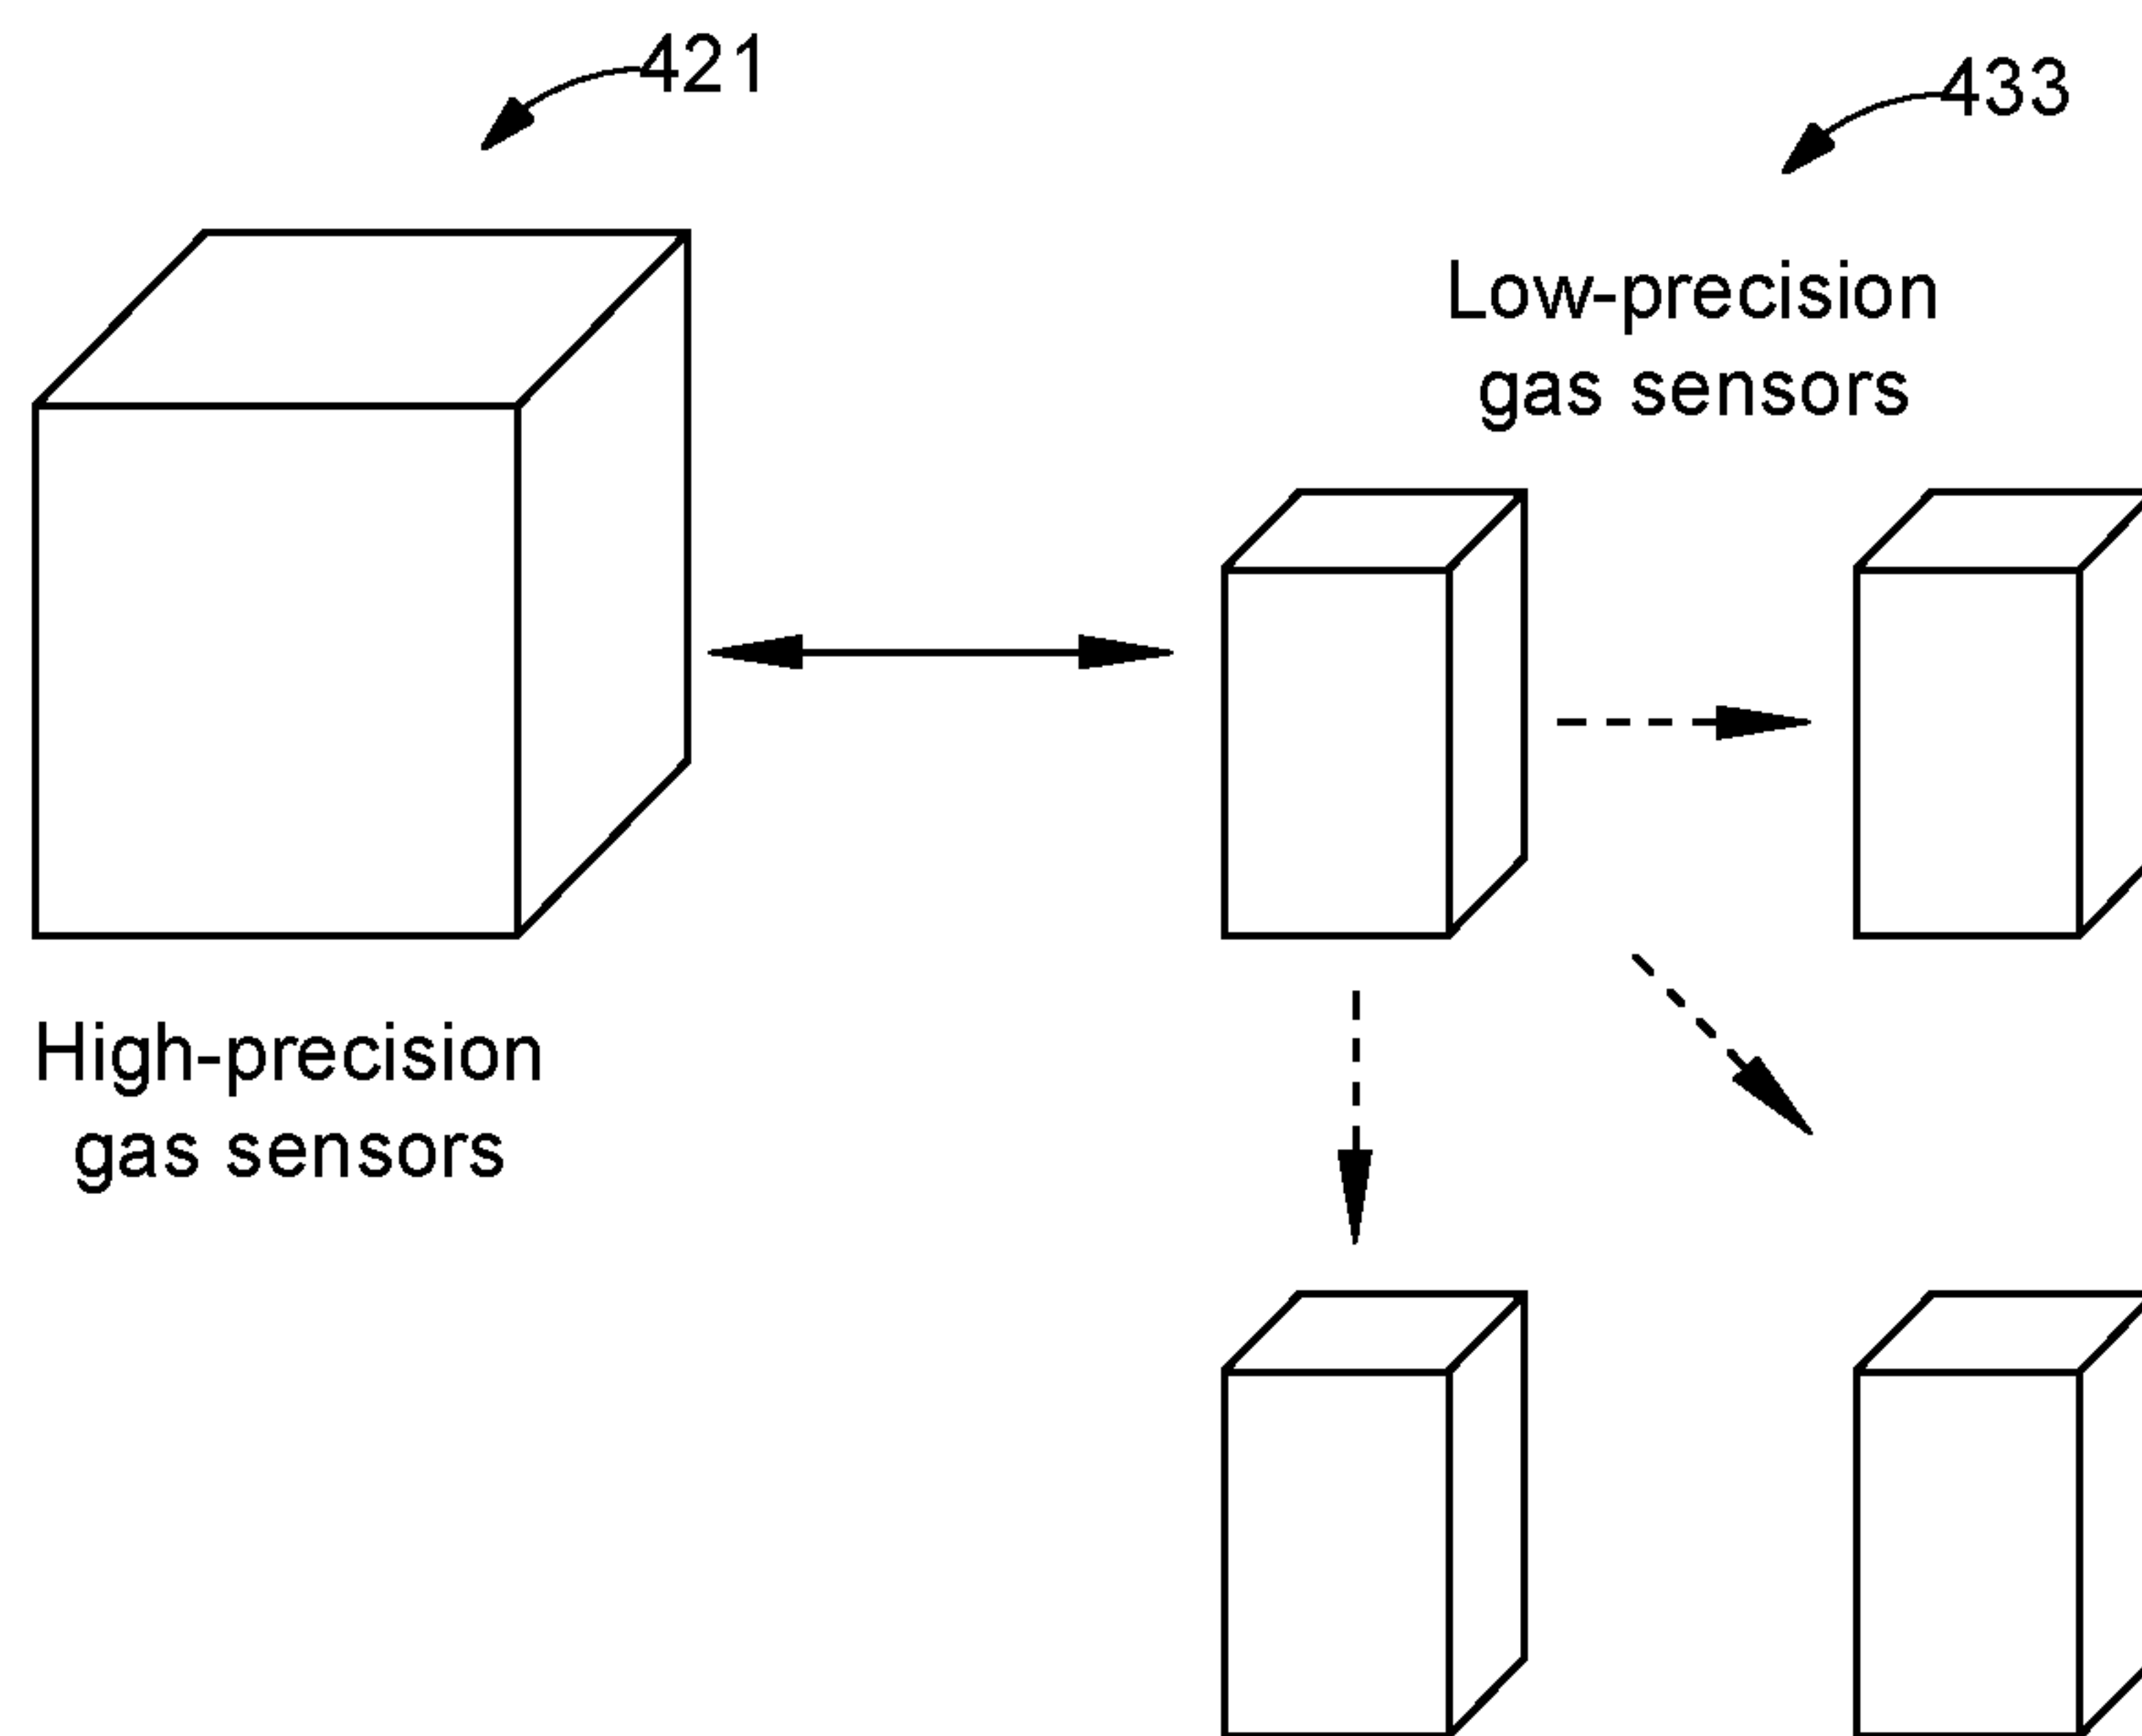 421
433
Low-precision
gas sensors
High-precision
gas sensors